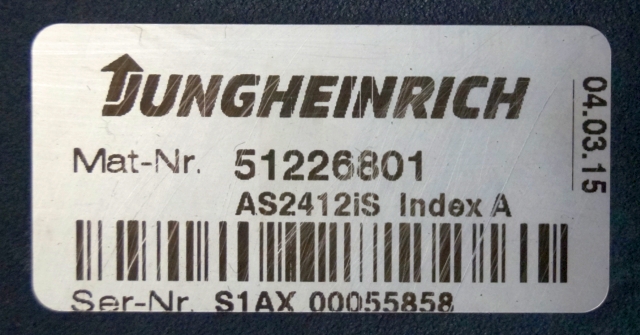 JUNGHEINRICH
Mat-Nr. 51226801
AS2412iS Index A
Ser-Nr. S1AX 00055858
04.03.15